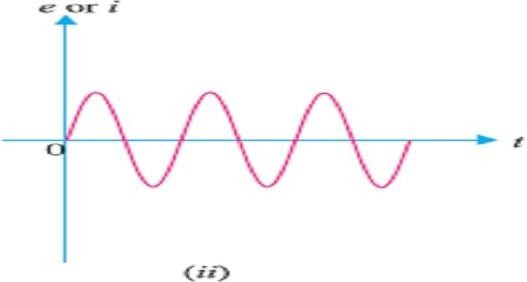 e or i
O
t
(ii)